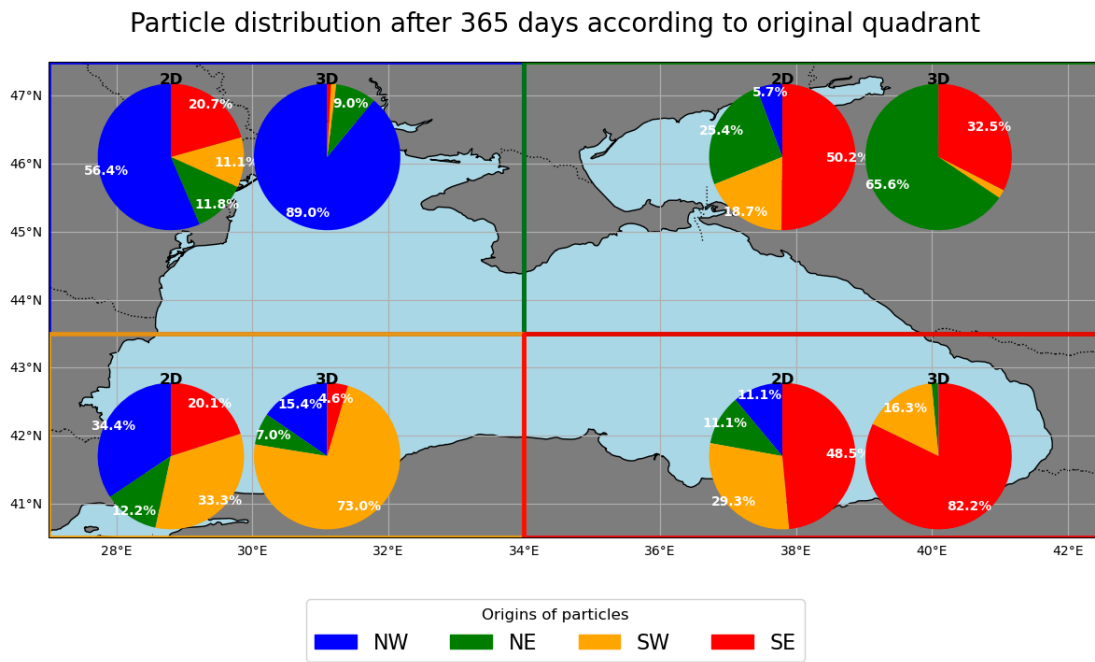 Particle distribution after 365 days according to original quadrant
47°N
46°N
45°N
44°N
43°N
42°N
41°N
2D
20.7%
56.4%
11.1%
11.8%
3D
9.0%
89.0%
2D
5.7%
25.4%
50.2%
18.7%
3D
32.5%
65.6%
2D
20.1%
34.4%
33.3%
12.2%
3D
4.6%
15.4%
7.0%
73.0%
2D
11.1%
11.1%
48.5%
29.3%
3D
16.3%
82.2%
28°E 30°E 32°E 34°E 36°E 38°E 40°E 42°E
Origins of particles
NW NE SW SE